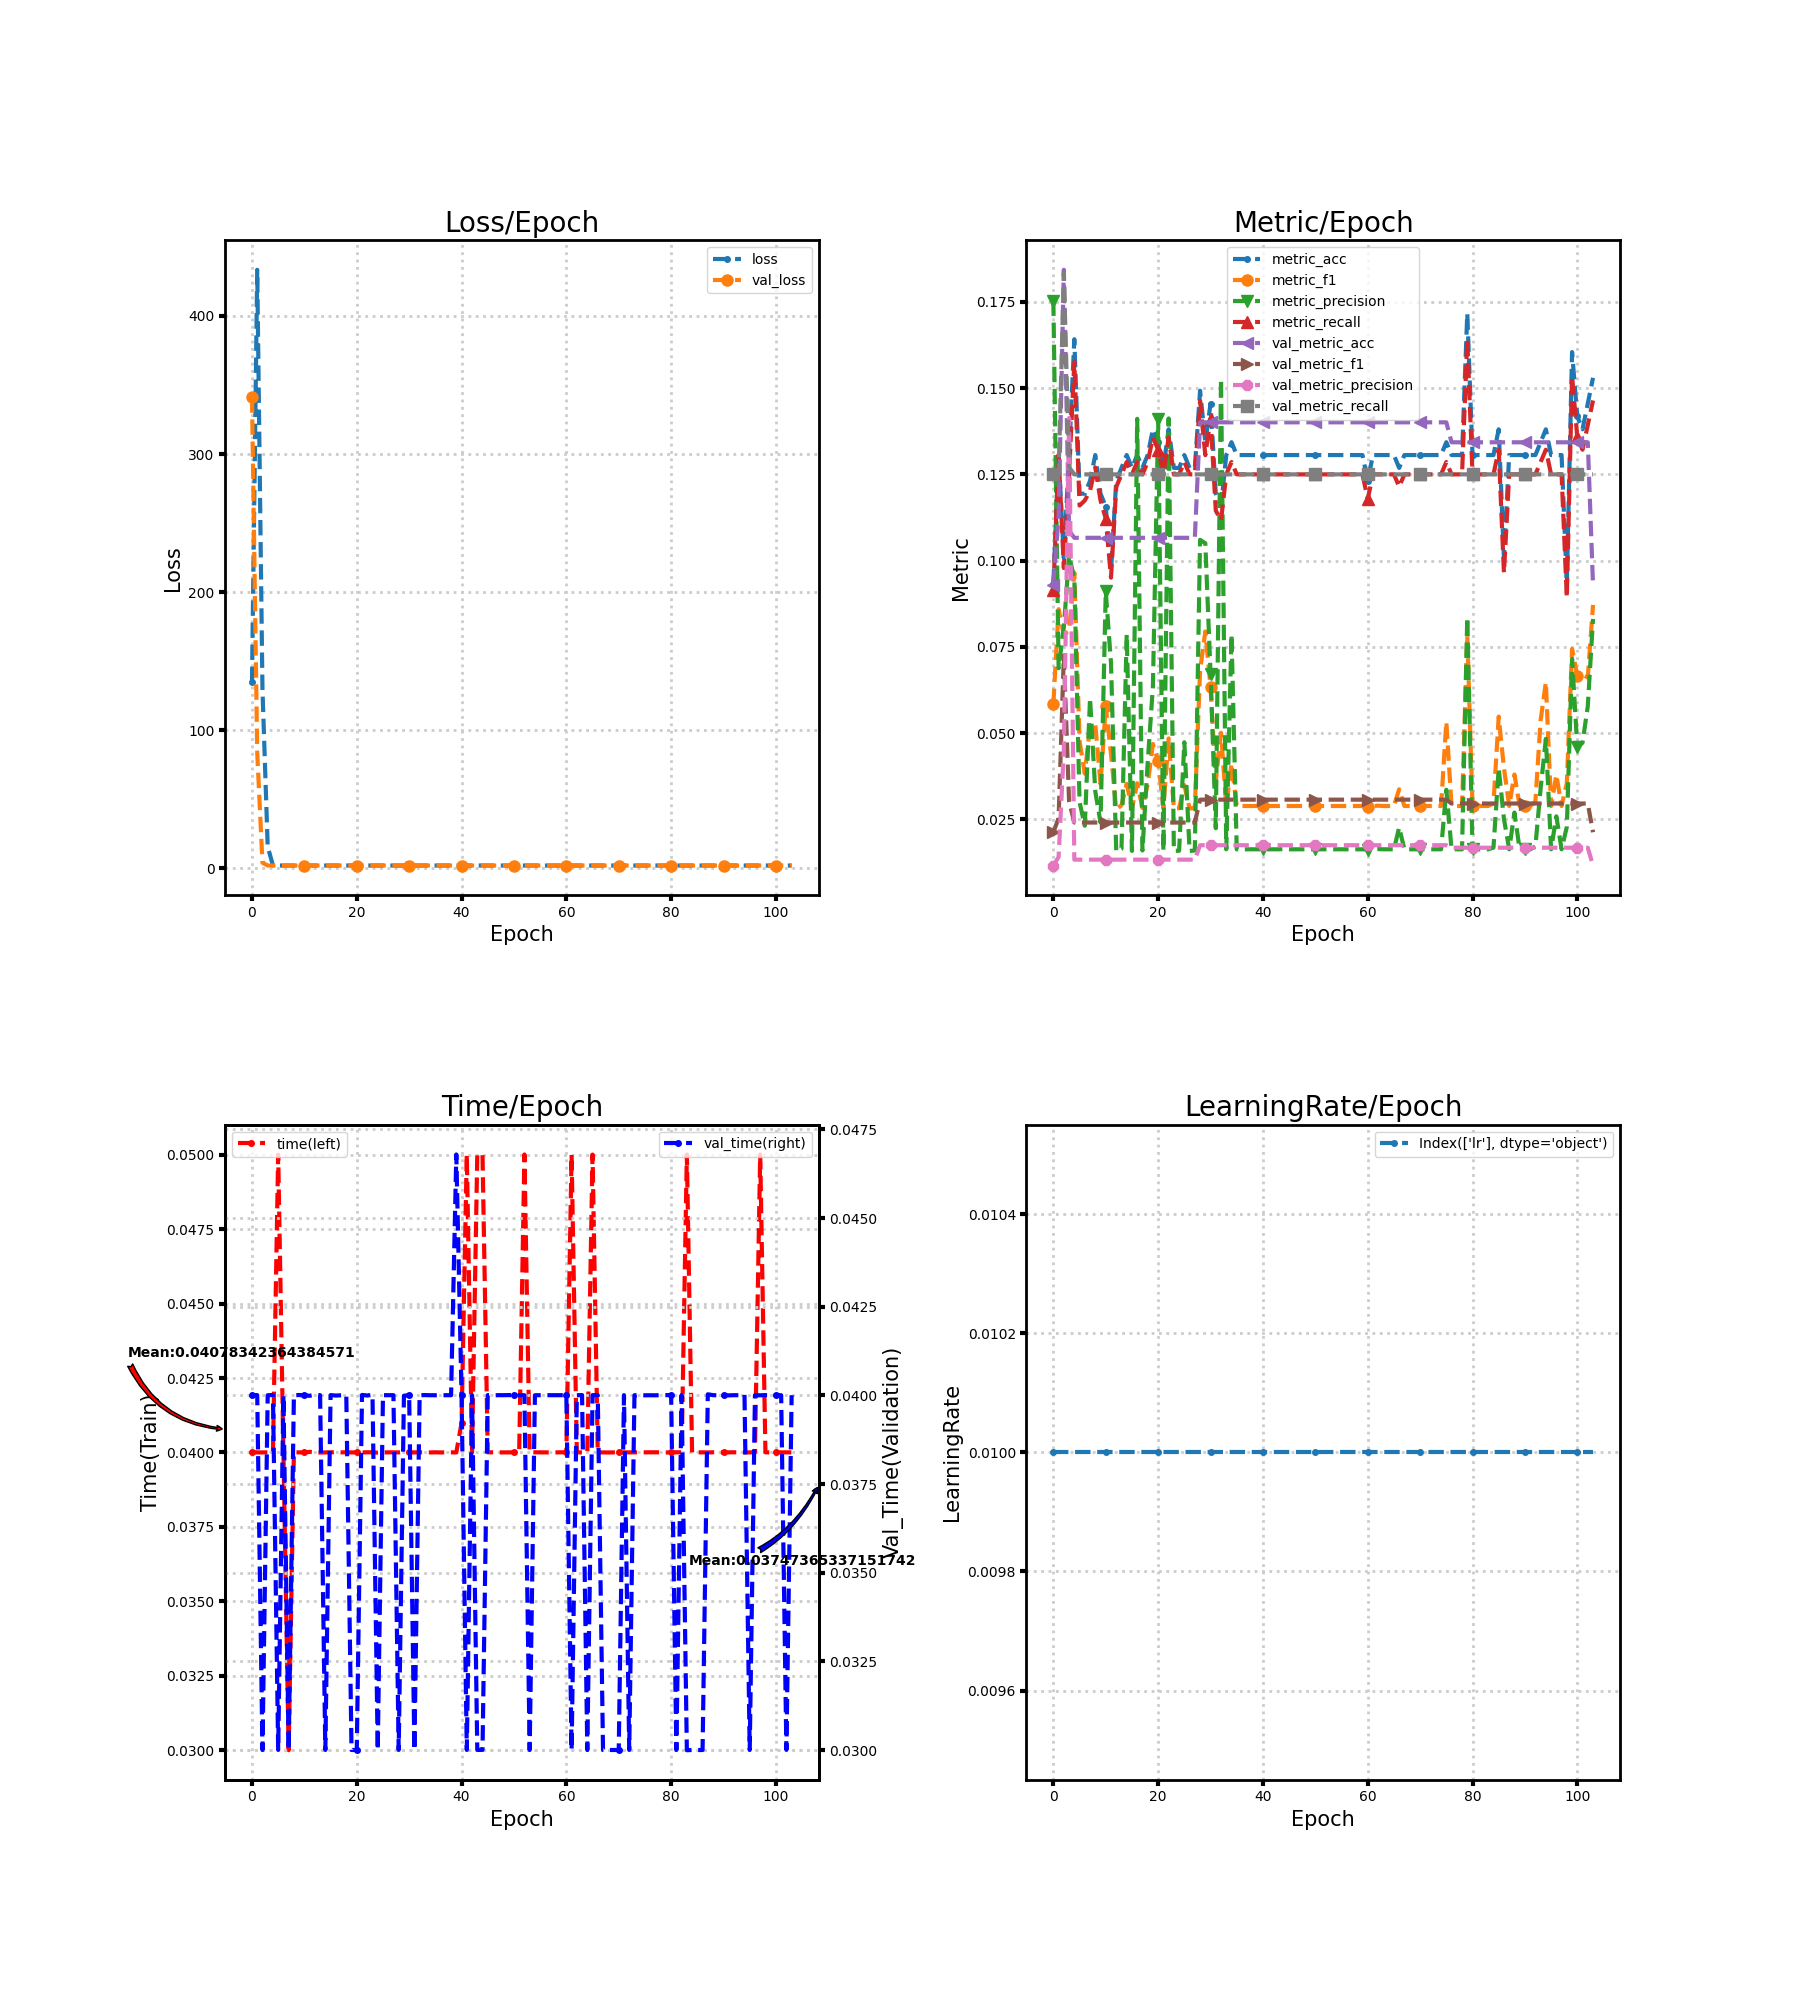 Loss/Epoch
loss
val_loss
400
300
200
100
0
Loss
0
20
40
60
80
100
Epoch
Metric/Epoch
metric_acc
metric_f1
metric_precision
metric_recall
val_metric_acc
val_metric_f1
val_metric_precision
val_metric_recall
0.175
0.150
0.125
0.100
0.075
0.050
0.025
Metric
0
20
40
60
80
100
Epoch
Time/Epoch
time(left)
val_time(right)
0.0500
0.0475
0.0450
0.0425
0.0400
0.0375
0.0350
0.0325
0.0300
Time(Train)
Mean:0.04078342364384571
0.0475
0.0450
0.0425
0.0400
0.0375
0.0350
0.0325
0.0300
Val_Time(Validation)
Mean:0.03747365337151742
0
20
40
60
80
100
Epoch
LearningRate/Epoch
Index(['lr'], dtype='object')
0.0104
0.0102
0.0100
0.0098
0.0096
LearningRate
0
20
40
60
80
100
Epoch